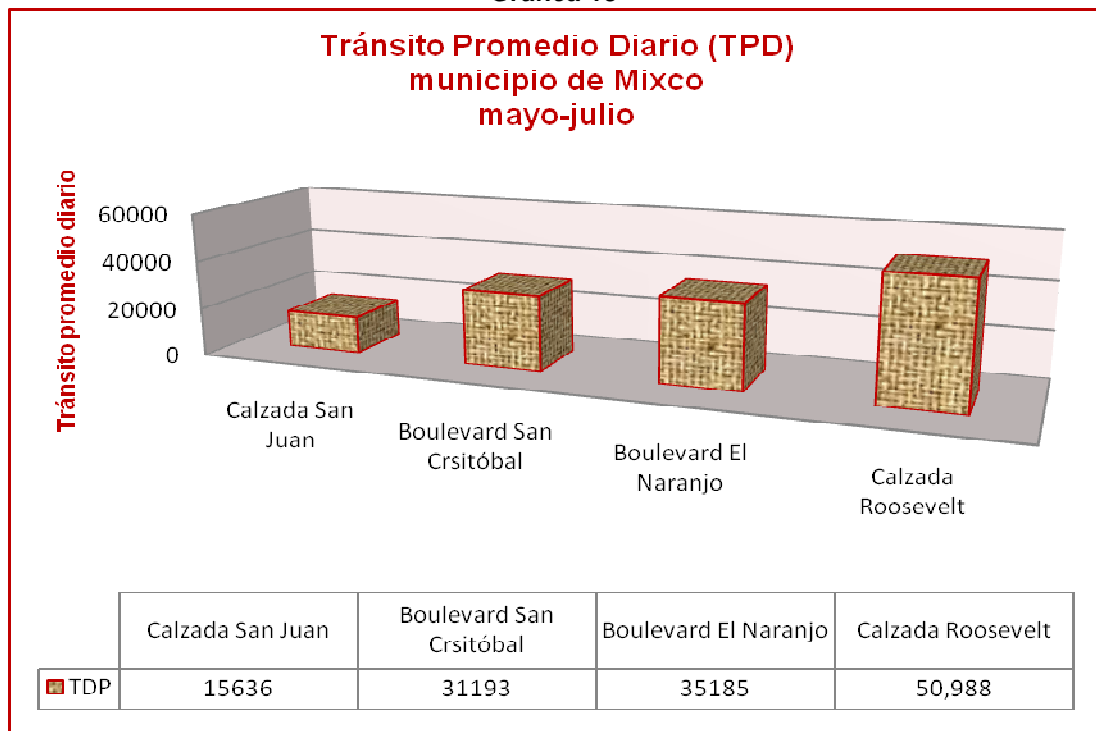 Tránsito Promedio Diario (TPD)
municipio de Mixco
mayo-julio
Tránsito promedio diario
60000
40000
20000
0
Calzada San
Juan
Boulevard San
Crsitóbal
Boulevard El
Naranjo
Calzada
Roosevelt
Calzada San Juan
Boulevard San
Crsitóbal
Boulevard El Naranjo
Calzada Roosevelt
TDP 15636 31193 35185 50,988